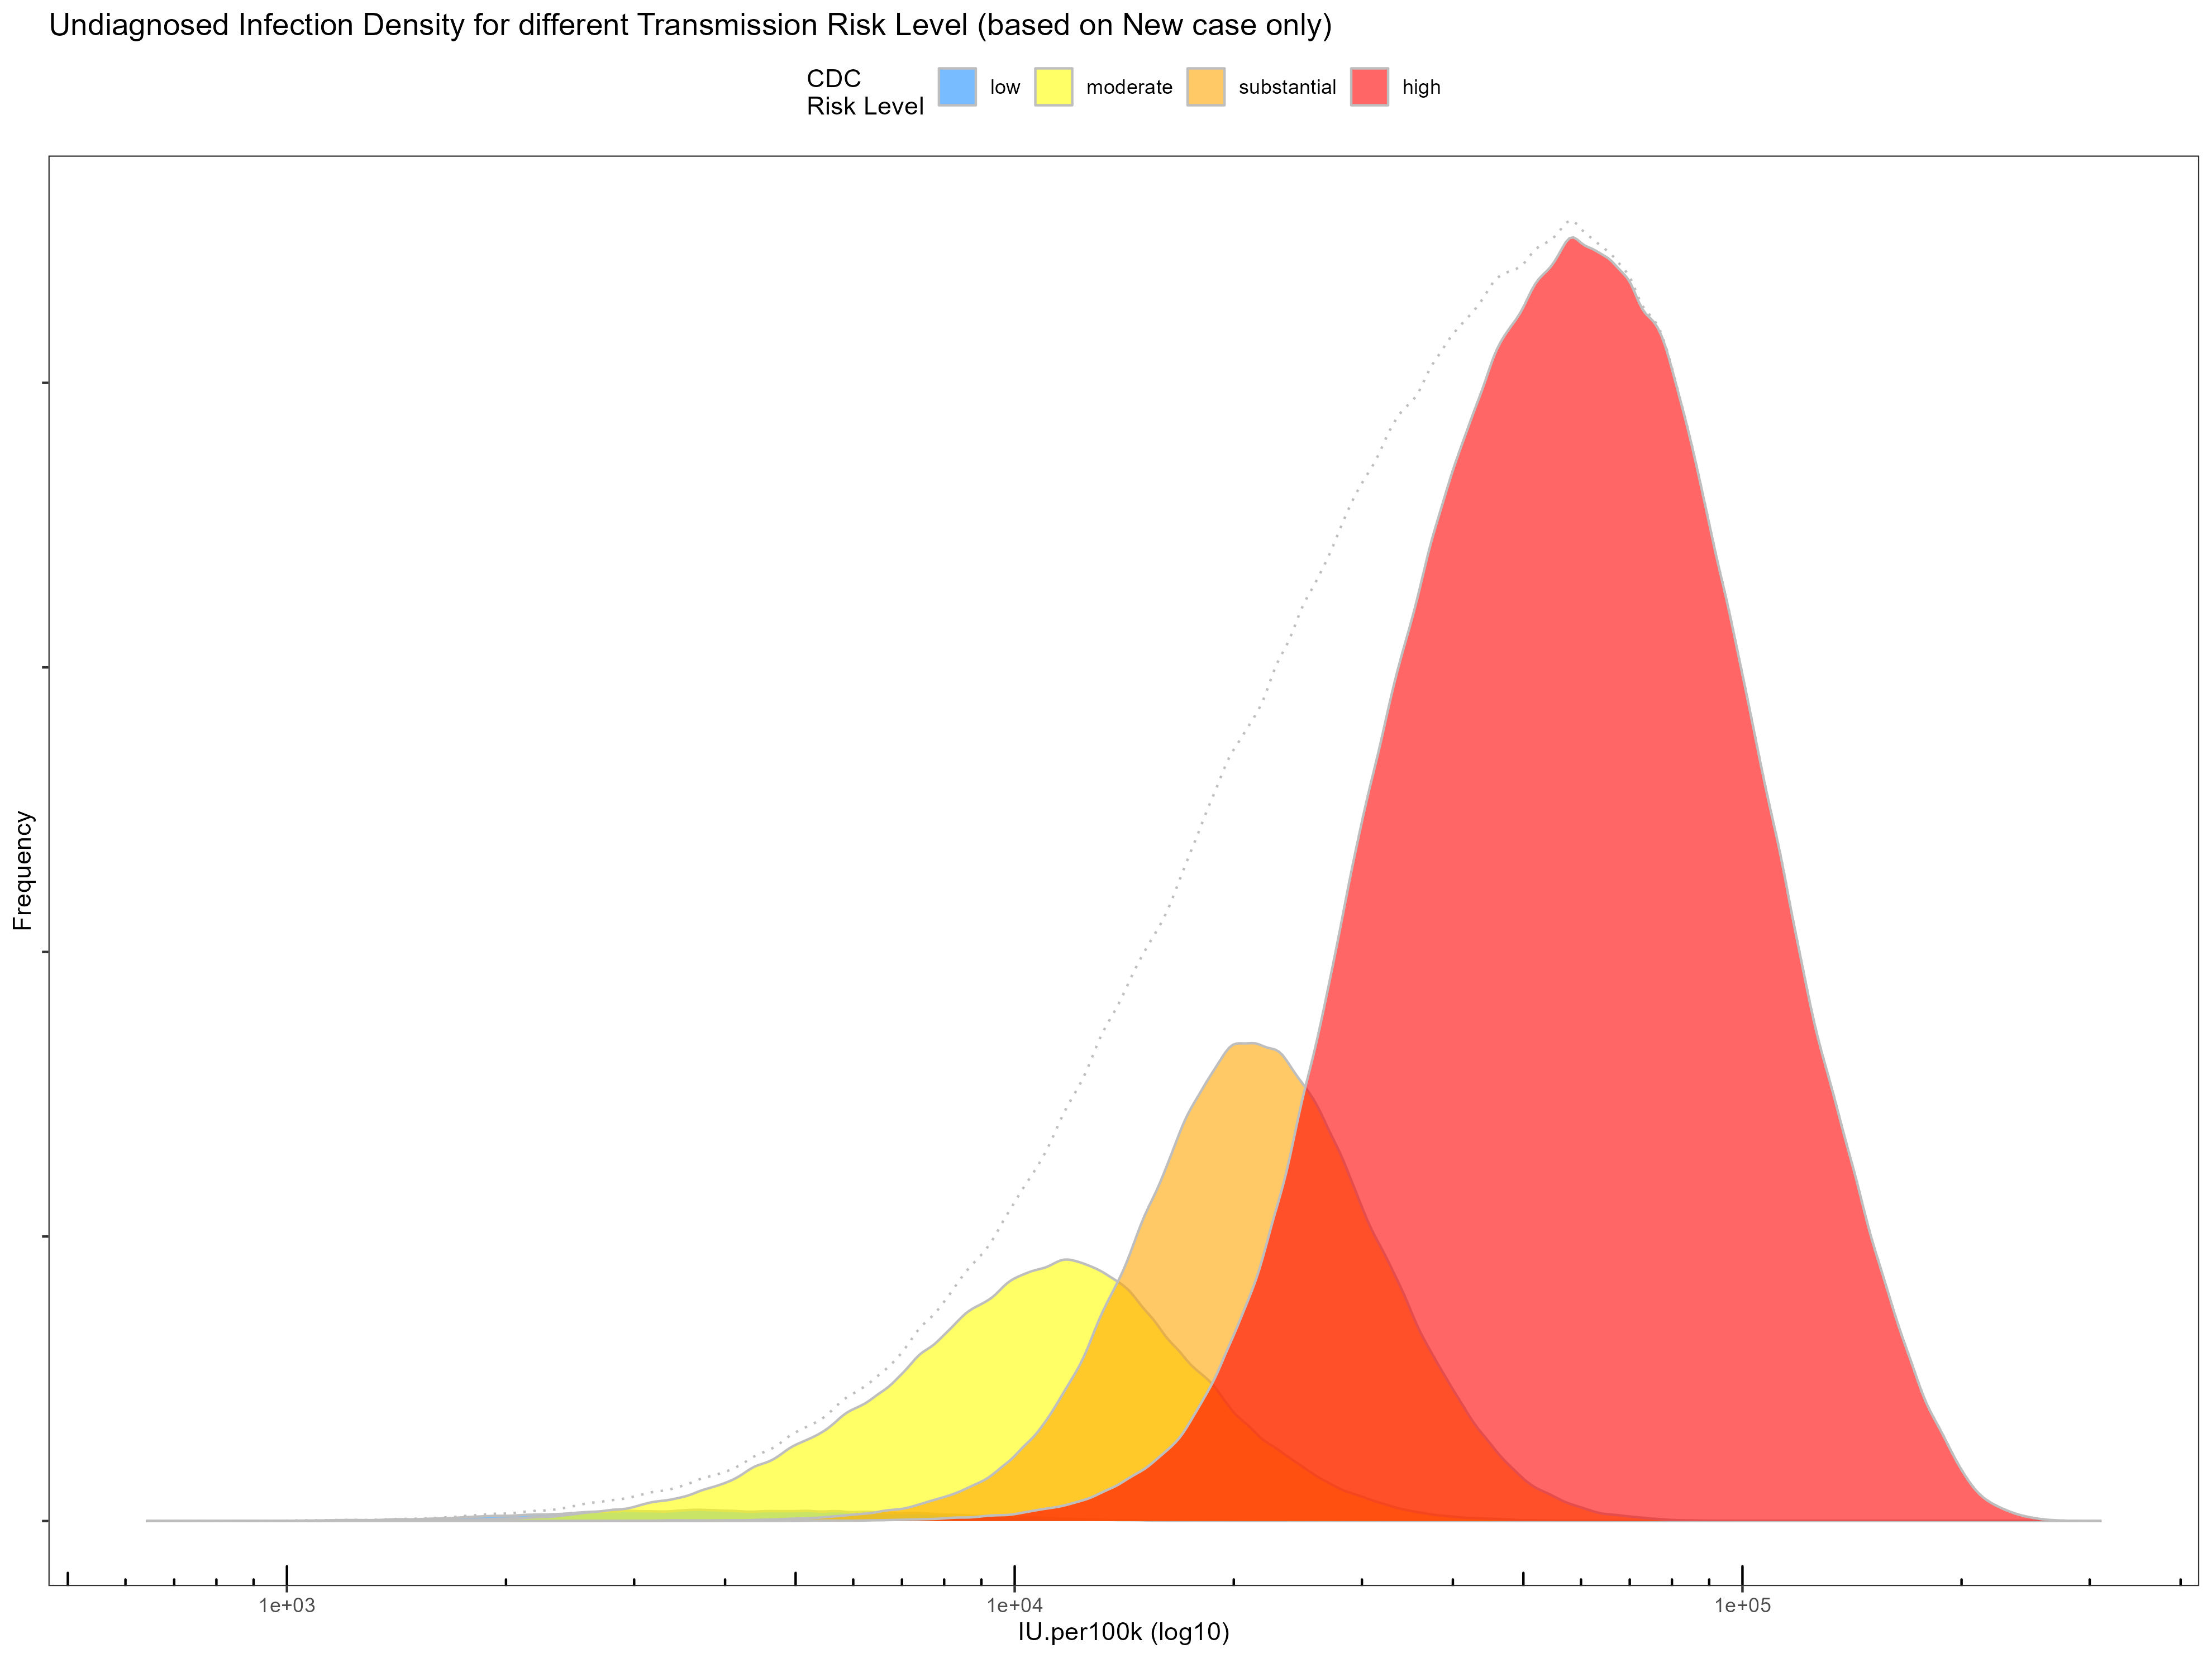 Undiagnosed Infection Density for different Transmission Risk Level (based on New case only)
CDC
Risk Level
low
moderate
substantial
high
Frequency
1e+03
1e+04
1e+05
IU.per100k (log10)